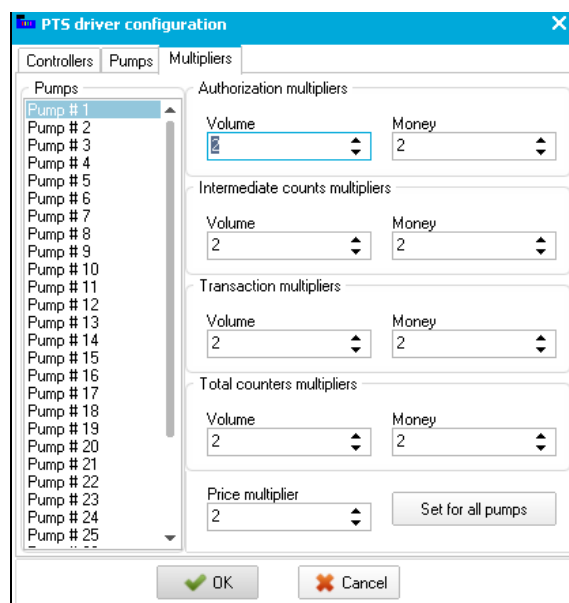 PTS driver configuration
Controllers
Pumps
Multipliers
Pumps
Pump # 1
Pump # 2
Pump # 3
Pump # 4
Pump # 5
Pump # 6
Pump # 7
Pump # 8
Pump # 9
Pump # 10
Pump # 11
Pump # 12
Pump # 13
Pump # 14
Pump # 15
Pump # 16
Pump # 17
Pump # 18
Pump # 19
Pump # 20
Pump # 21
Pump # 22
Pump # 23
Pump # 24
Pump # 25
Authorization multipliers
Volume Money
2 2
Intermediate counts multipliers
Volume Money
2 2
Transaction multipliers
Volume Money
2 2
Total counters multipliers
Volume Money
2 2
Price multiplier
2
Set for all pumps
OK Cancel